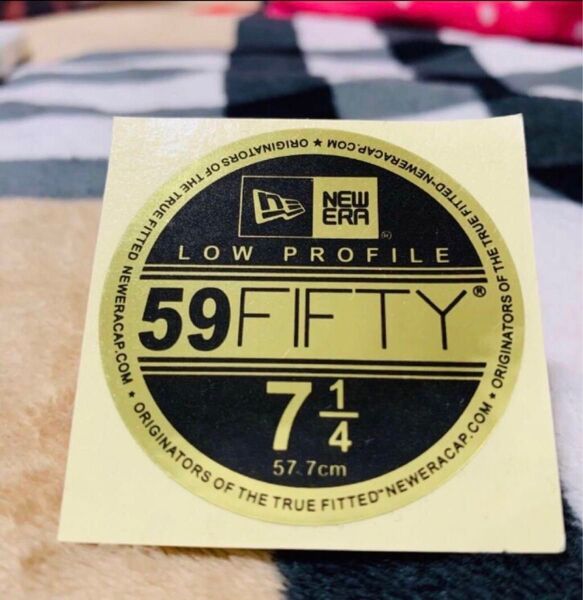 NEW
ERA
LOW PROFILE
59FIFTY®
7 1/4
57.7cm
ORIGINATORS OF THE TRUE FITTED™ NEWERACAP.COM ★ ORIGINATORS OF THE TRUE FITTED NEWERACAP.COM ★ ORIGINATORS OF THE TRUE FITTED-NEWERACAP.COM ★